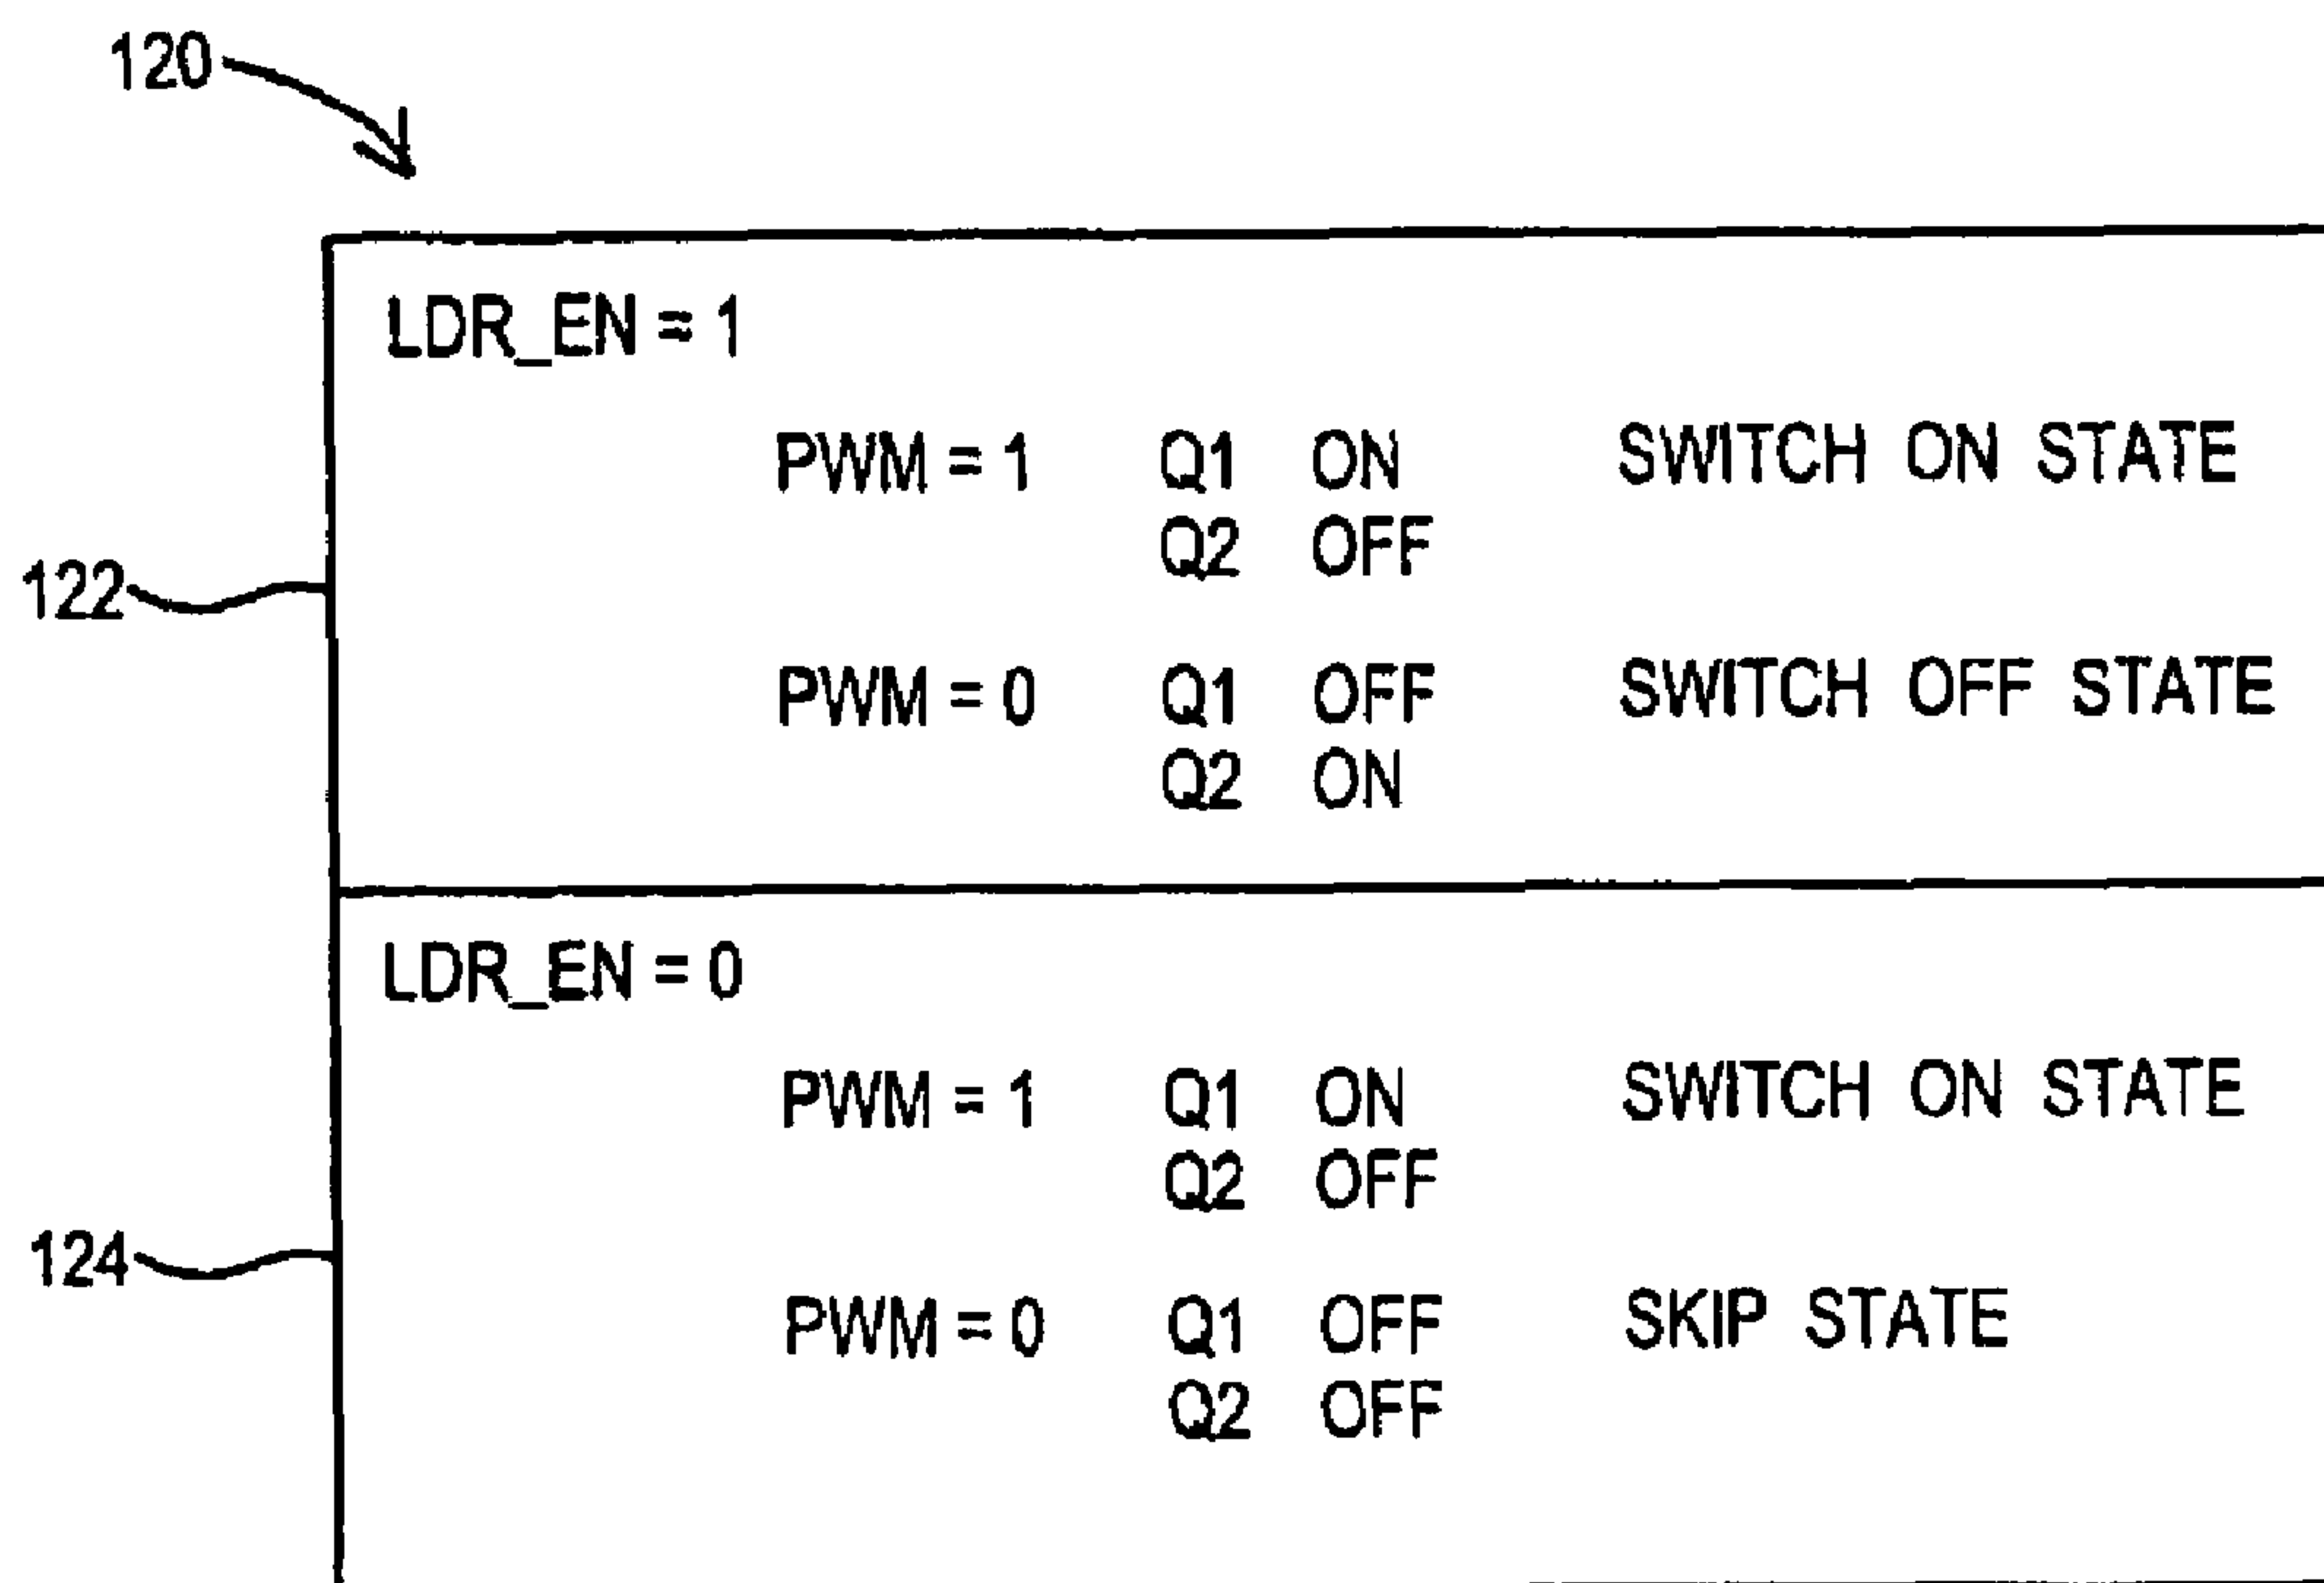 120
LDR_EN = 1
PWM = 1 Q1 ON SWITCH ON STATE
Q2 OFF
122
PWM = 0 Q1 OFF SWITCH OFF STATE
Q2 ON
LDR_EN = 0
PWM = 1 Q1 ON SWITCH ON STATE
Q2 OFF
124
PWM = 0 Q1 OFF SKIP STATE
Q2 OFF